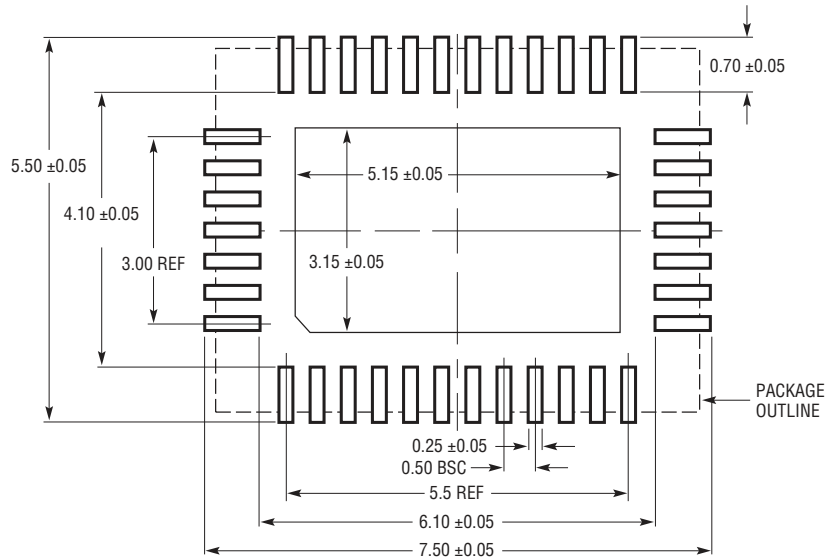 0.70 ±0.05
5.50 ±0.05
5.15 ±0.05
4.10 ±0.05
3.00 REF
3.15 ±0.05
PACKAGE
OUTLINE
0.25 ±0.05
0.50 BSC
5.5 REF
6.10 ±0.05
7.50 ±0.05